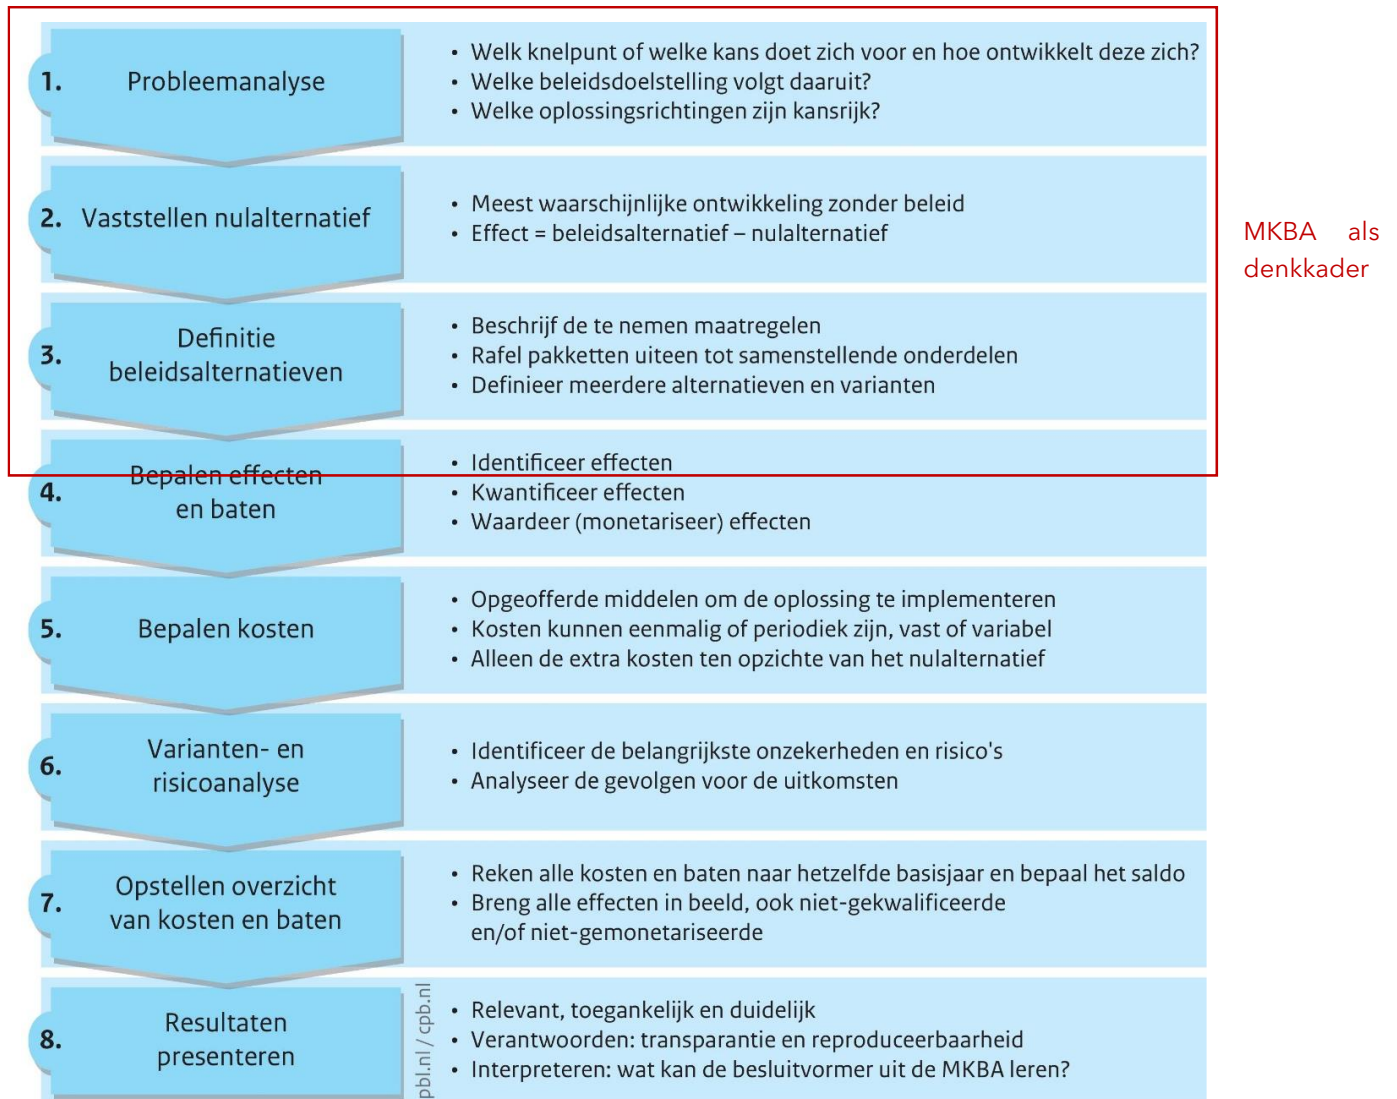 1. Probleemanalyse
• Welk knelpunt of welke kans doet zich voor en hoe ontwikkelt deze zich?
• Welke beleidsdoelstelling volgt daaruit?
• Welke oplossingsrichtingen zijn kansrijk?
2. Vaststellen nulalternatief
• Meest waarschijnlijke ontwikkeling zonder beleid
• Effect = beleidsalternatief – nulalternatief
MKBA als
denkkader
3. Definitie
beleidsalternatieven
• Beschrijf de te nemen maatregelen
• Rafel pakketten uiteen tot samenstellende onderdelen
• Definieer meerdere alternatieven en varianten
4. Bepalen effecten
en baten
• Identificeer effecten
• Kwantificeer effecten
• Waardeer (monetariseer) effecten
5. Bepalen kosten
• Opgeofferde middelen om de oplossing te implementeren
• Kosten kunnen eenmalig of periodiek zijn, vast of variabel
• Alleen de extra kosten ten opzichte van het nulalternatief
6. Varianten- en
risicoanalyse
• Identificeer de belangrijkste onzekerheden en risico's
• Analyseer de gevolgen voor de uitkomsten
7. Opstellen overzicht
van kosten en baten
• Reken alle kosten en baten naar hetzelfde basisjaar en bepaal het saldo
• Breng alle effecten in beeld, ook niet-gekwalificeerde
en/of niet-gemonetariseerde
8. Resultaten
presenteren
pbl.nl / cpb.nl
• Relevant, toegankelijk en duidelijk
• Verantwoorden: transparantie en reproduceerbaarheid
• Interpreteren: wat kan de besluitvormer uit de MKBA leren?